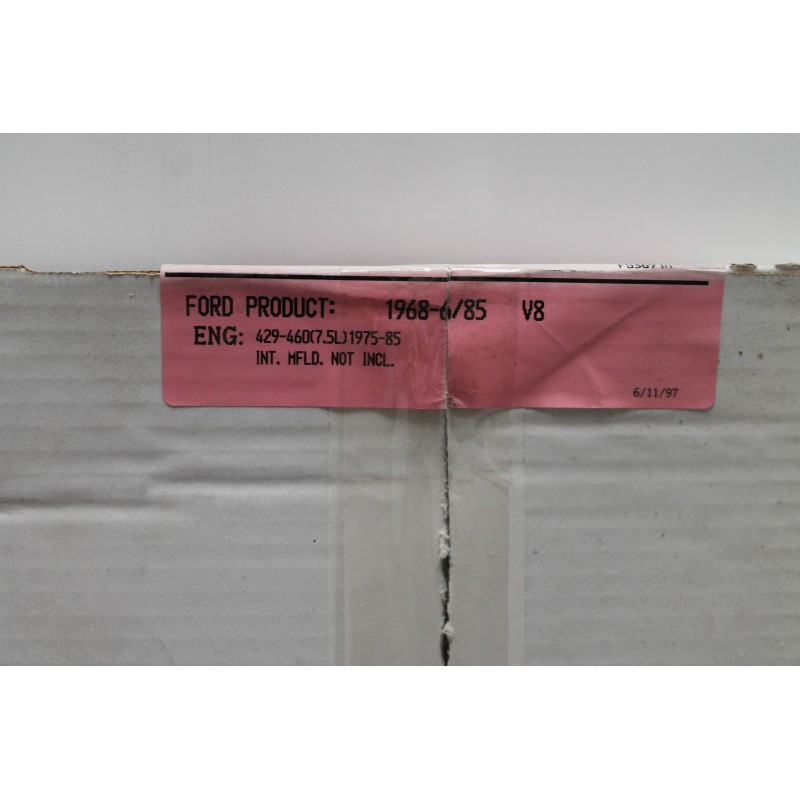 FORD PRODUCT: 1968-6/85 V8
ENG: 429-460(7.5L)1975-85
INT. MFLD. NOT INCL.
6/11/97